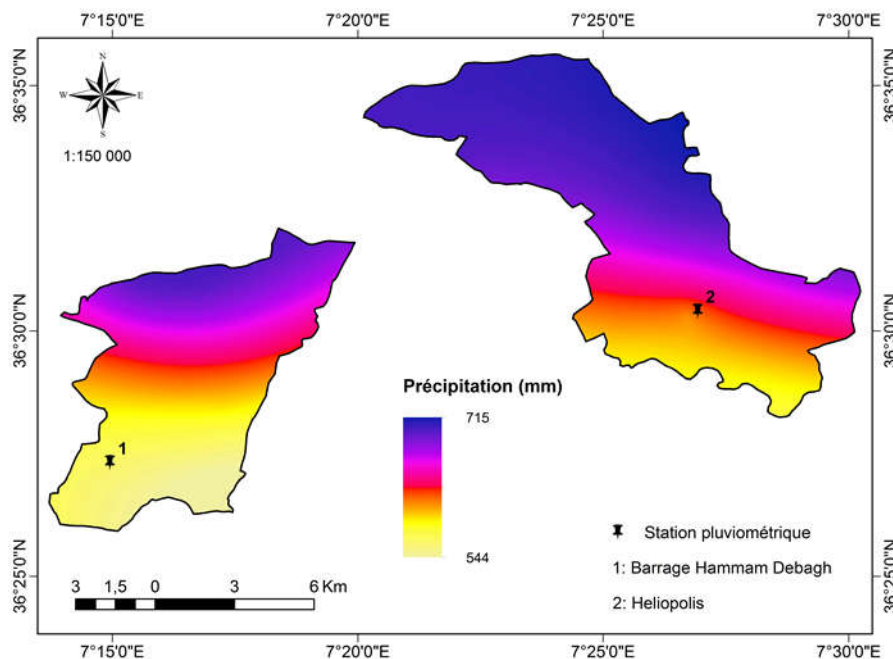 7°15'0"E 7°20'0"E 7°25'0"E 7°30'0"E
N
W E
S
1:150 000
36°35'0"N 36°35'0"N
2
36°30'0"N 36°30'0"N
1
Précipitation (mm)
715
544
Station pluviométrique
1: Barrage Hammam Debagh
2: Heliopolis
36°25'0"N 36°25'0"N
3 1,5 0 3 6 Km
7°15'0"E 7°20'0"E 7°25'0"E 7°30'0"E